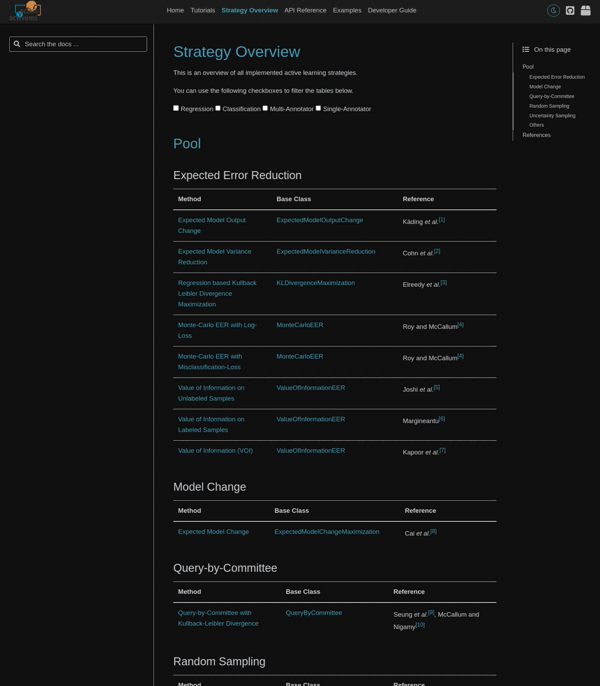 Home Tutorials Strategy Overview API Reference Examples Developer Guide
Search the docs ...
Strategy Overview
This is an overview of all implemented active learning strategies.
You can use the following checkboxes to filter the tables below.
Regression Classification Multi-Annotator Single-Annotator
Pool
Expected Error Reduction
Method Base Class Reference
Expected Model Output
Change
ExpectedModelOutputChange
Käding et al.[1]
Expected Model Variance
Reduction
ExpectedModelVarianceReduction
Cohn et al.[2]
Regression based Kullback
Leibler Divergence
Maximization
KLDivergenceMaximization
Elreedy et al.[3]
Monte-Carlo EER with Log-
Loss
MonteCarloEER
Roy and McCallum[4]
Monte-Carlo EER with
Misclassification-Loss
MonteCarloEER
Roy and McCallum[4]
Value of Information on
Unlabeled Samples
ValueOfInformationEER
Joshi et al.[5]
Value of Information on
Labeled Samples
ValueOfInformationEER
Margineantu[6]
Value of Information (VOI)
ValueOfInformationEER
Kapoor et al.[7]
Model Change
Method Base Class Reference
Expected Model Change
ExpectedModelChangeMaximization
Cai et al.[8]
Query-by-Committee
Method Base Class Reference
Query-by-Committee with
Kullback-Leibler Divergence
QueryByCommittee
Seung et al.[9], McCallum and
Nigamy[10]
Random Sampling
Method Base Class Reference
On this page
Pool
Expected Error Reduction
Model Change
Query-by-Committee
Random Sampling
Uncertainty Sampling
Others
References